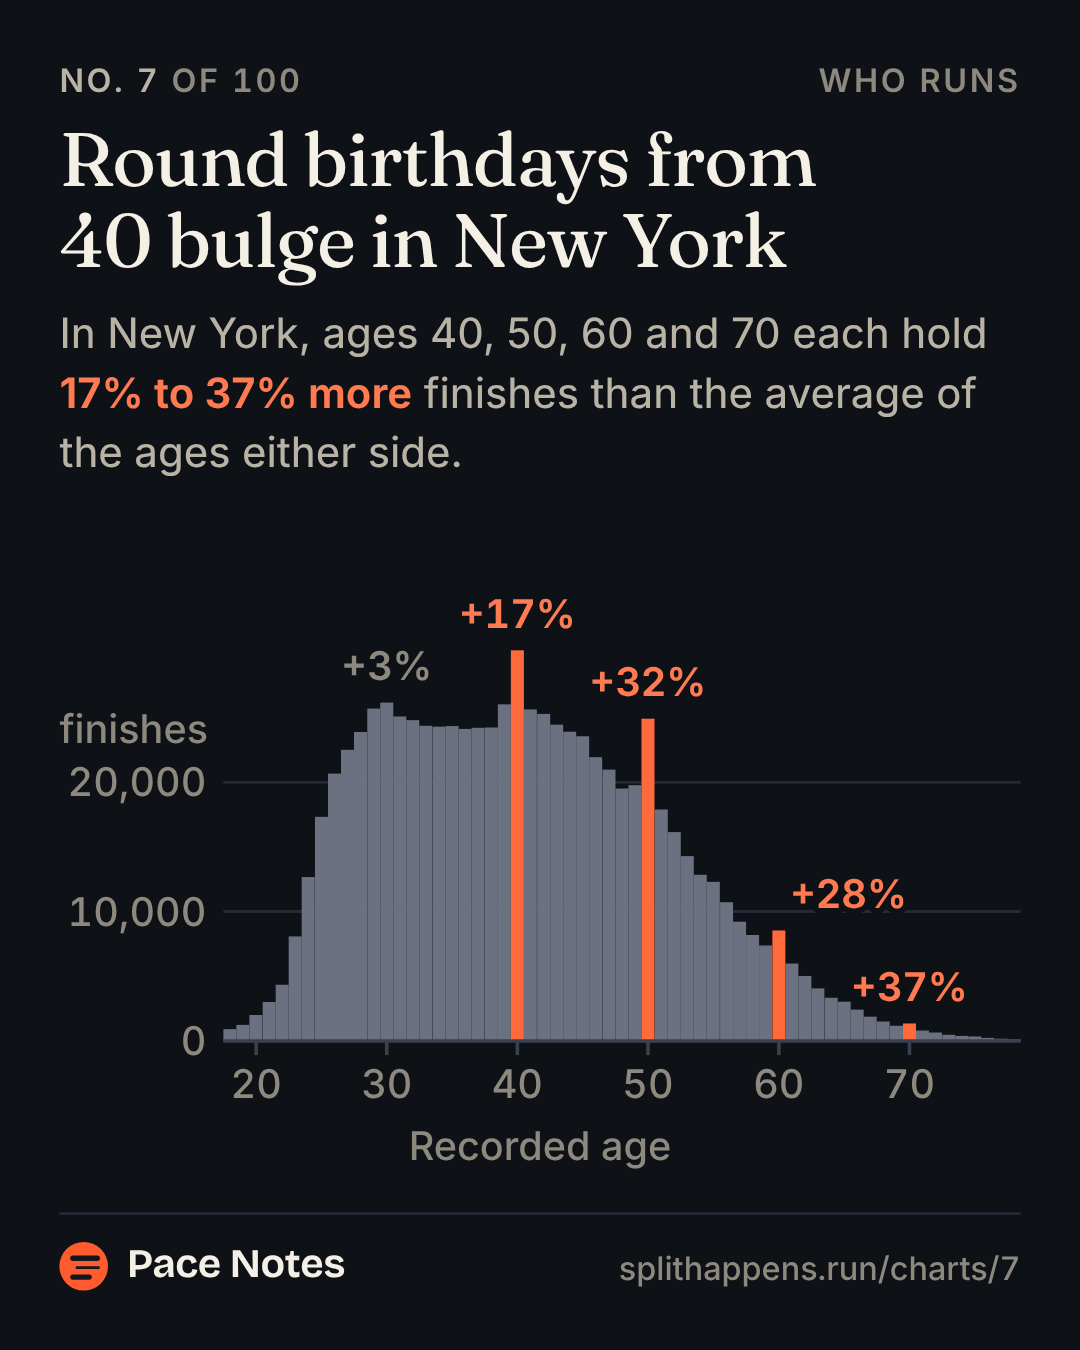 NO. 7 OF 100
WHO RUNS
Round birthdays from
40 bulge in New York
In New York, ages 40, 50, 60 and 70 each hold
17% to 37% more finishes than the average of
the ages either side.
+17%
+3%
+32%
finishes
20,000
+28%
10,000
+37%
0
20 30 40 50 60 70
Recorded age
Pace Notes
splithappens.run/charts/7